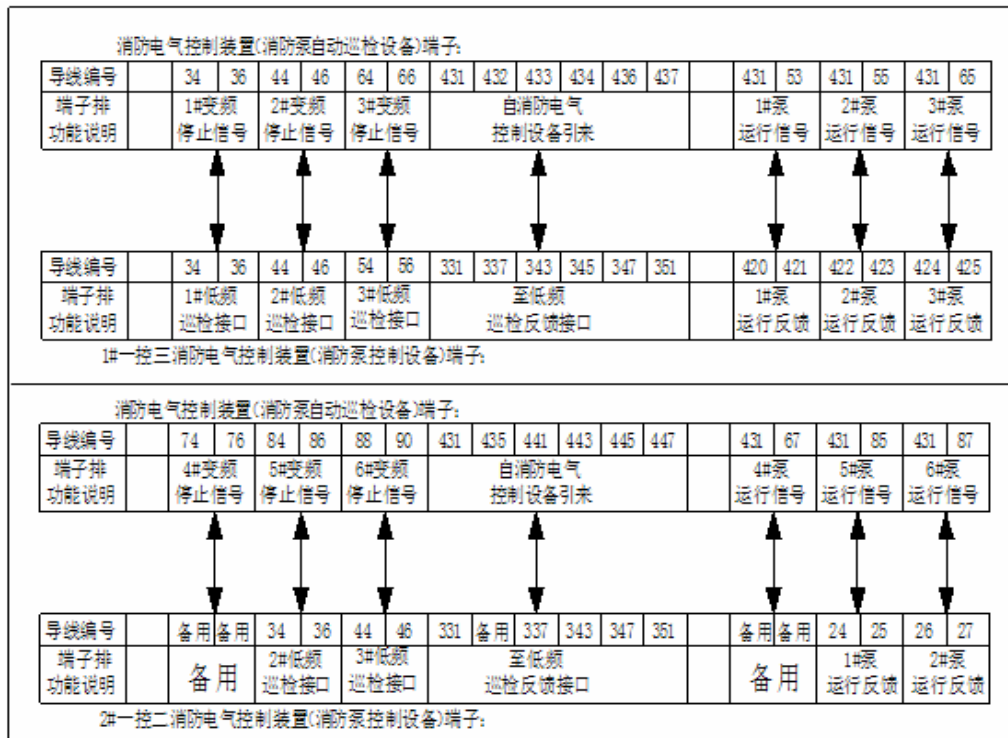 消防电气控制装置(消防泵自动巡检设备)端子:
导线编号 34 36 44 46 64 66 431 432 433 434 436 437 431 53 431 55 431 65
端子排 1#变频 2#变频 3#变频 自消防电气 1#泵 2#泵 3#泵
功能说明 停止信号 停止信号 停止信号 控制设备引来 运行信号 运行信号 运行信号
导线编号 34 36 44 46 54 56 331 337 343 345 347 351 420 421 422 423 424 425
端子排 1#低频 2#低频 3#低频 至低频 1#泵 2#泵 3#泵
功能说明 巡检接口 巡检接口 巡检接口 巡检反馈接口 运行反馈 运行反馈 运行反馈
1#一控三消防电气控制装置(消防泵控制设备)端子:
消防电气控制装置(消防泵自动巡检设备)端子:
导线编号 74 76 84 86 88 90 431 435 441 443 445 447 431 67 431 85 431 87
端子排 4#变频 5#变频 6#变频 自消防电气 4#泵 5#泵 6#泵
功能说明 停止信号 停止信号 停止信号 控制设备引来 运行信号 运行信号 运行信号
导线编号 备用 备用 34 36 44 46 331 备用 337 343 347 351 备用 备用 24 25 26 27
端子排 备用 2#低频 3#低频 至低频 备用 1#泵 2#泵
功能说明 巡检接口 巡检接口 巡检反馈接口 运行反馈 运行反馈
2#一控二消防电气控制装置(消防泵控制设备)端子: